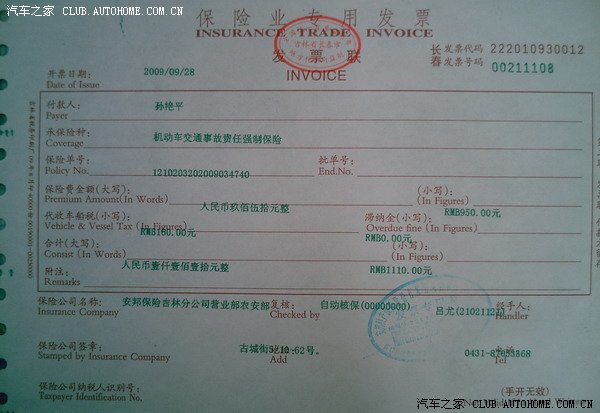 汽车之家 CLUB.AUTOHOME.COM.CN
保险业专用发票
INSURANCE TRADE INVOICE
吉林省长春市
发票联
INVOICE
长春
发票代码 222010930012
发票号码 00211108
开票日期: 2009/09/28
Date of Issue
付款人: 孙艳平
Payer
承保险种: 机动车交通事故责任强制保险
Coverage
保险单号: 1210203202009034740 批单号:
Policy No. End.No.
保险费金额(大写): 人民币玖佰伍拾元整 (小写): RMB950.00元
Premium Amount(In Words) (In Figures)
代收车船税(小写): RMB160.00元 滞纳金(小写): RMB0.00元
Vehicle & Vessel Tax (In Figures) Overdue fine (In Figures)
合计(大写): 人民币壹仟壹佰壹拾元整 (小写): RMB1110.00元
Consist (In Words) (In Figures)
附注:
Remarks
保险公司名称: 安邦保险吉林分公司营业部农安部 复核: 自动核保(00000000) 吕尤(21021121) 经手人:
Insurance Company Checked by Handler
保险公司签章: 古城街 62号。 0431-87053368
Stamped by Insurance Company Add Tel
保险公司纳税人识别号: (手开无效)
Taxpayer Identification No.
汽车之家 CLUB.AUTOHOME.COM.CN